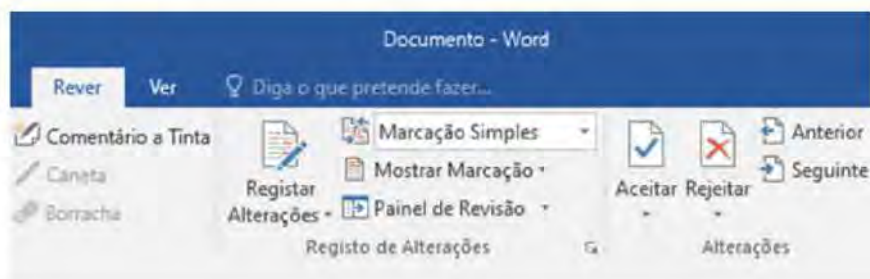 Documento - Word
Rever Ver Diga o que pretende fazer...
Comentário a Tinta
Caneta
Borracha
Registar
Alterações
Marcação Simples
Mostrar Marcação
Painel de Revisão
Registo de Alterações
Aceitar Rejeitar
Anterior
Seguinte
Alterações